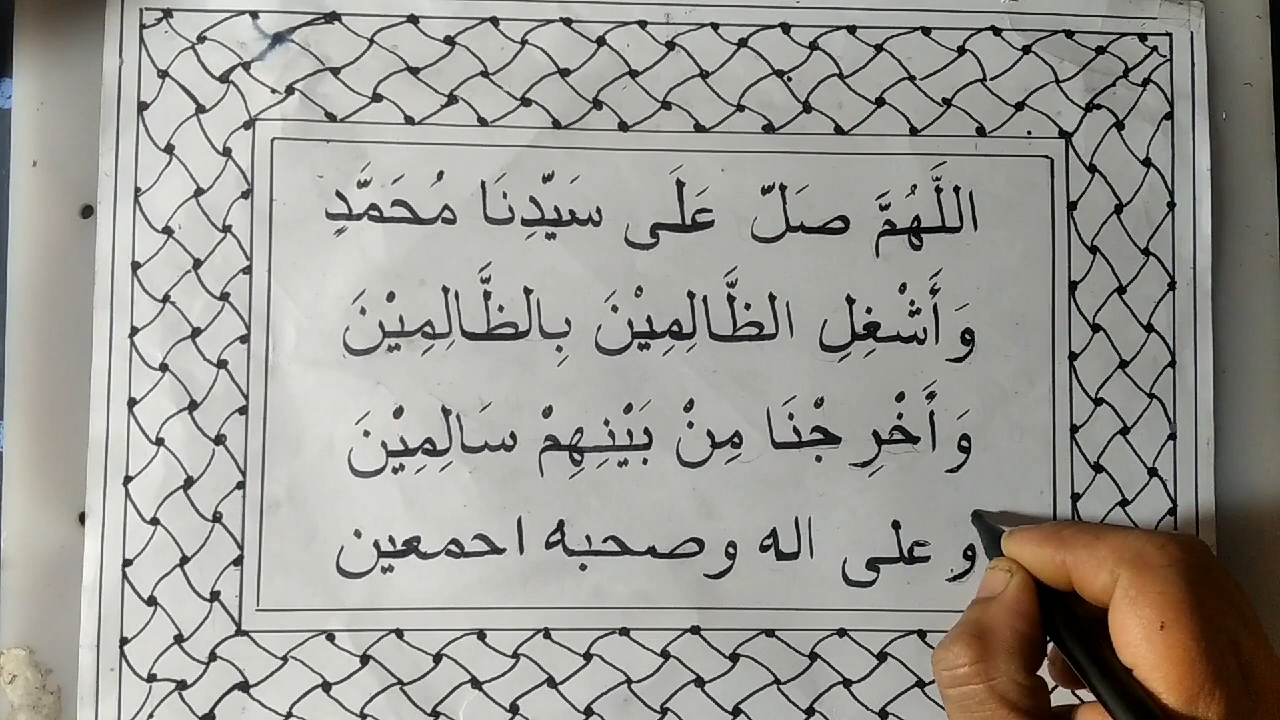 اللَّهُمَّ صَلّ عَلَى سَيّدِنَا مُحَمَّدٍ
وَأَشْغِلِ الظَّالِمِيْنَ بِالظَّالِمِيْنَ
وَأَخْرِجْنَا مِنْ بَيْنِهِمْ سَالِمِيْنَ
وعلى اله وصحبه احمعين